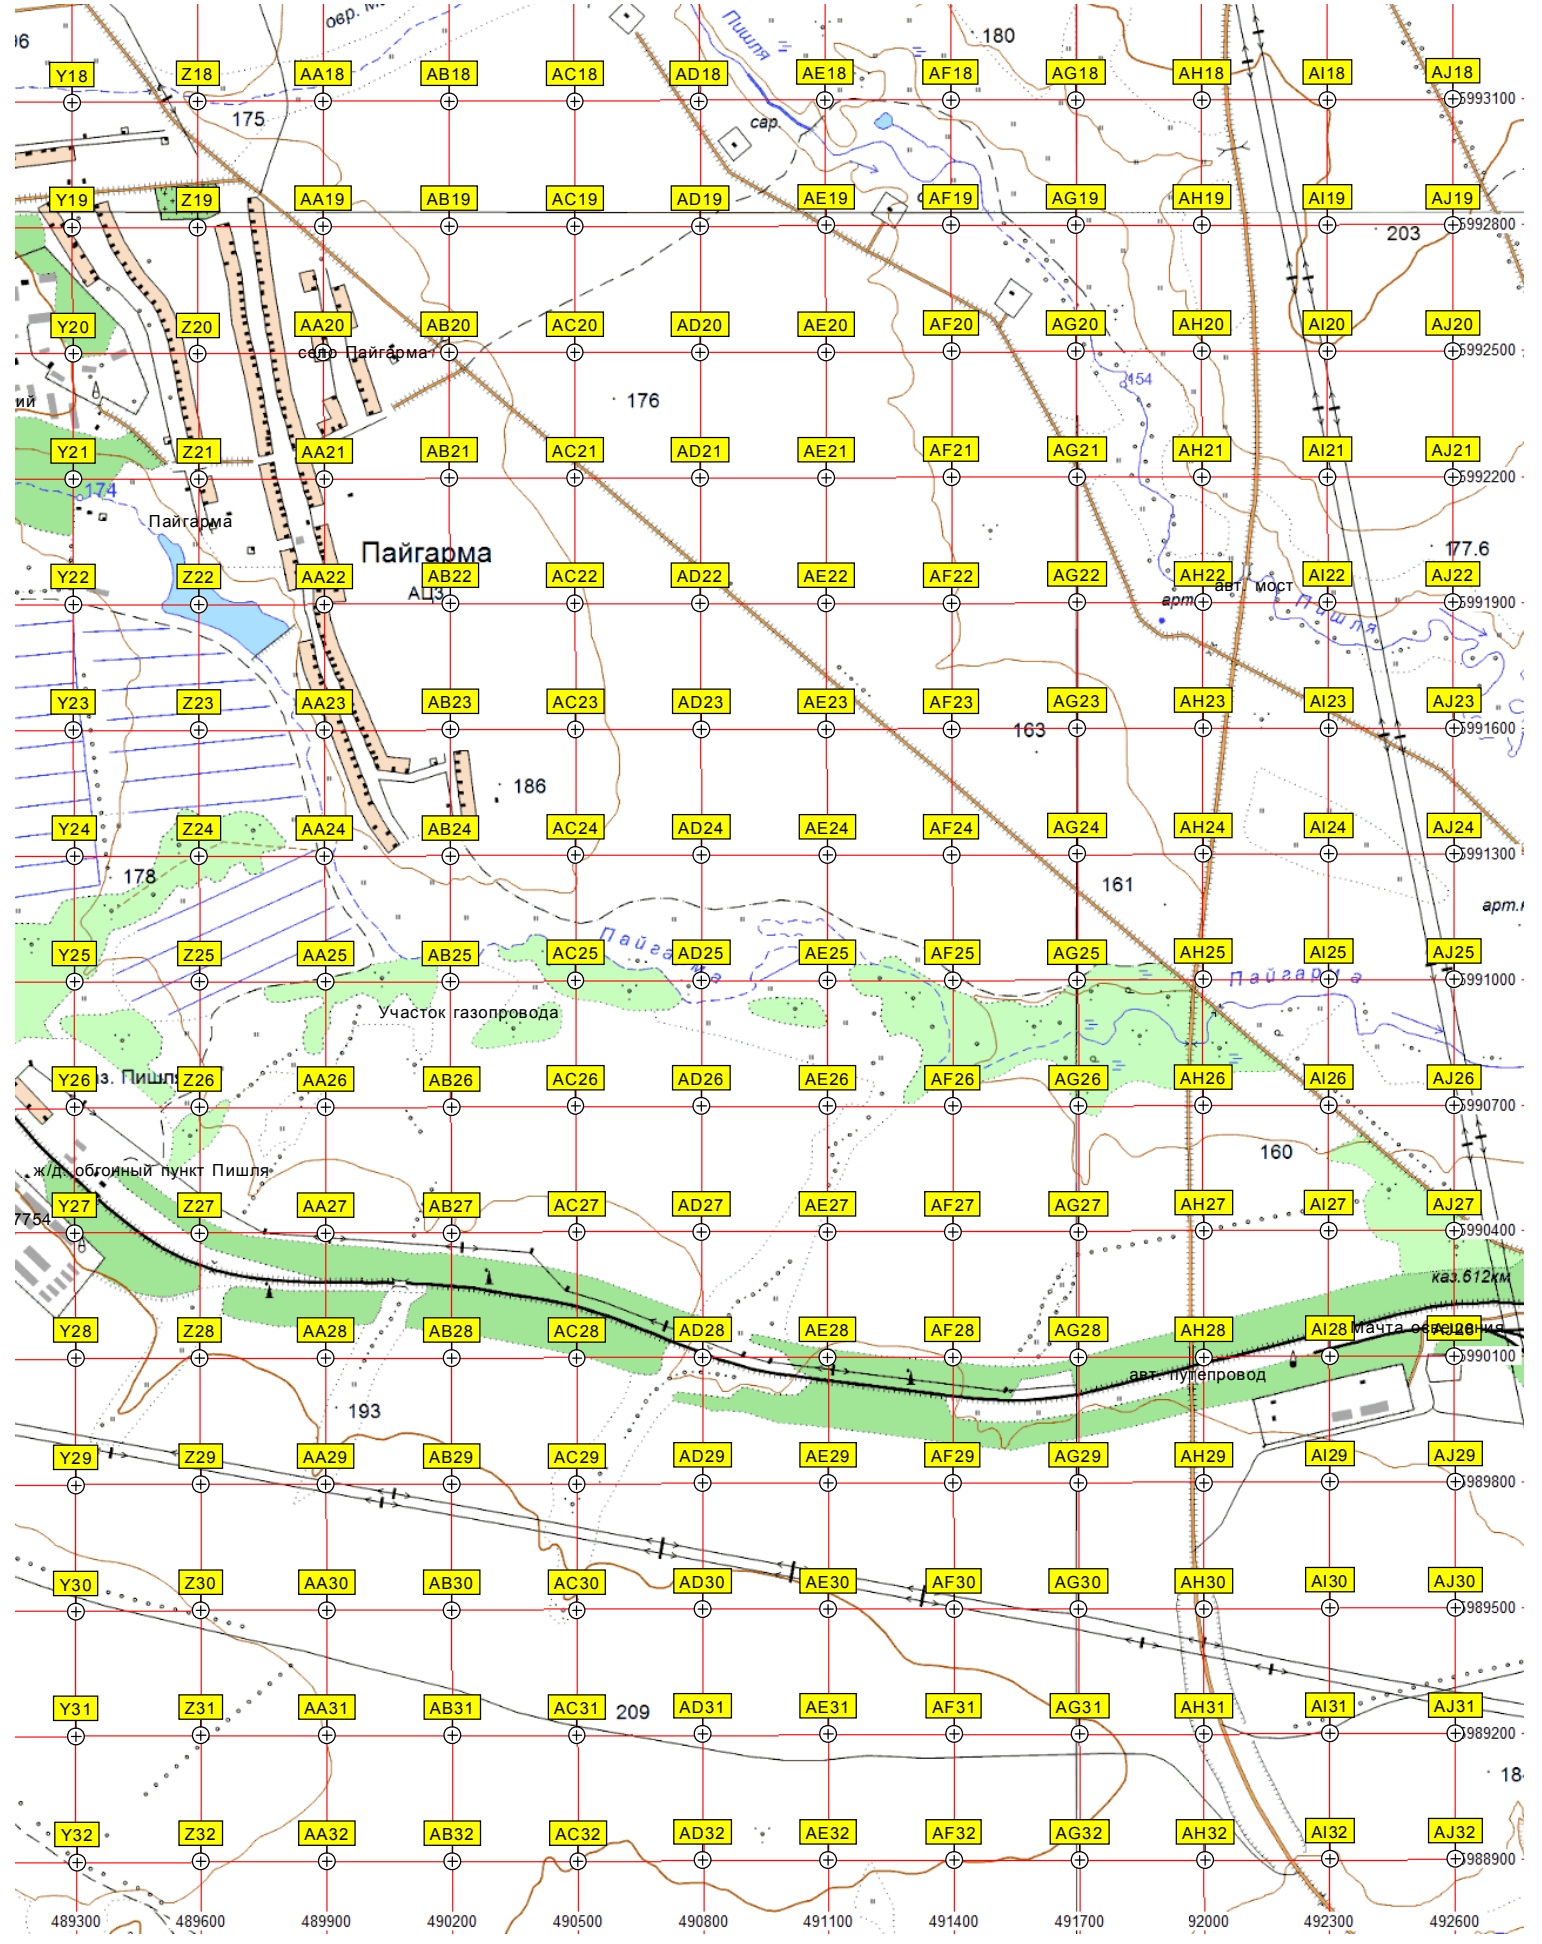 180
Пишля
Y18 Z18 AA18 AB18 AC18 AD18 AE18 AF18 AG18 AH18 AI18 AJ18
5993100
175
сар.
Y19 Z19 AA19 AB19 AC19 AD19 AE19 AF19 AG19 AH19 AI19 AJ19
5992800
203
Y20 Z20 AA20 AB20 AC20 AD20 AE20 AF20 AG20 AH20 AI20 AJ20
село Пайгарма
5992500
154
176
ий
Y21 Z21 AA21 AB21 AC21 AD21 AE21 AF21 AG21 AH21 AI21 AJ21
5992200
174
Пайгарма
Пайгарма
177.6
Y22 Z22 AA22 AB22 AC22 AD22 AE22 AF22 AG22 AH22 AI22 AJ22
АЦЗ
авт. мост
арт
Пишля
5991900
Y23 Z23 AA23 AB23 AC23 AD23 AE23 AF23 AG23 AH23 AI23 AJ23
163
5991600
186
Y24 Z24 AA24 AB24 AC24 AD24 AE24 AF24 AG24 AH24 AI24 AJ24
5991300
178
161
арт.к
Пайгарма
Y25 Z25 AA25 AB25 AC25 AD25 AE25 AF25 AG25 AH25 AI25 AJ25
Пайгарма
5991000
Участок газопровода
аз. Пишля
Y26 Z26 AA26 AB26 AC26 AD26 AE26 AF26 AG26 AH26 AI26 AJ26
5990700
160
ж/д. обгонный пункт Пишля
Y27 Z27 AA27 AB27 AC27 AD27 AE27 AF27 AG27 AH27 AI27 AJ27
7754
5990400
каз.612км
Y28 Z28 AA28 AB28 AC28 AD28 AE28 AF28 AG28 AH28 AI28 AJ28
Мачта освещения
5990100
авт. путепровод
193
Y29 Z29 AA29 AB29 AC29 AD29 AE29 AF29 AG29 AH29 AI29 AJ29
5989800
Y30 Z30 AA30 AB30 AC30 AD30 AE30 AF30 AG30 AH30 AI30 AJ30
5989500
Y31 Z31 AA31 AB31 AC31 AD31 AE31 AF31 AG31 AH31 AI31 AJ31
209
5989200
Y32 Z32 AA32 AB32 AC32 AD32 AE32 AF32 AG32 AH32 AI32 AJ32
5988900
489300 489600 489900 490200 490500 490800 491100 491400 491700 92000 492300 492600